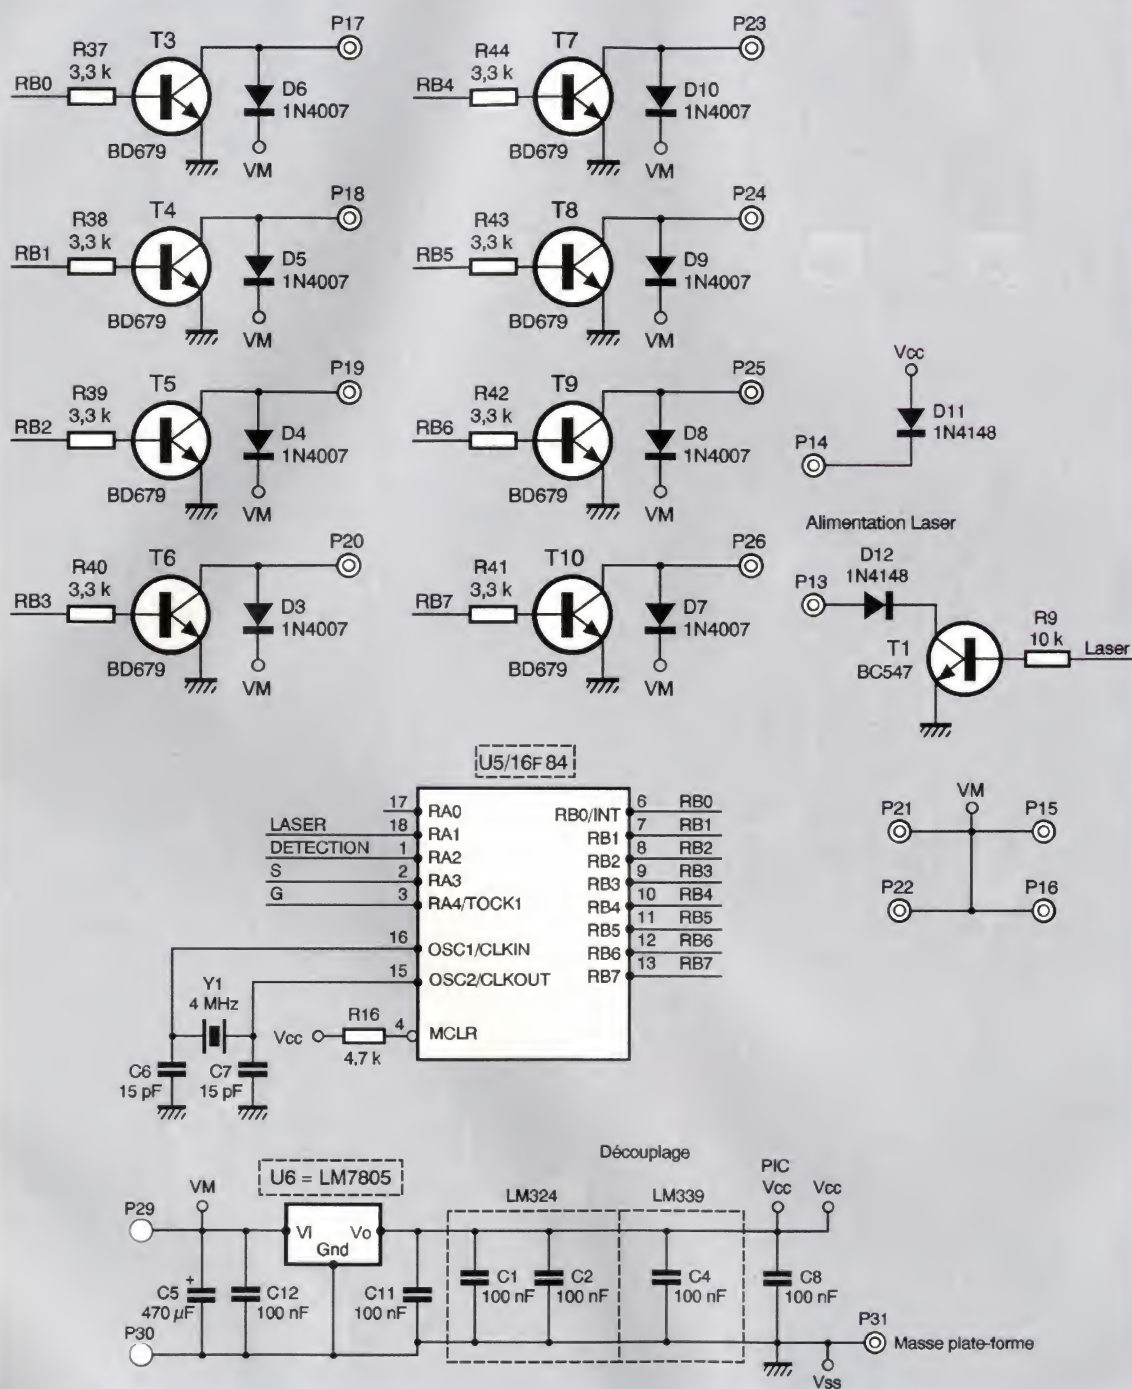 P17
T3
R37
3,3 k
RB0
D6
1N4007
BD679
VM
P23
T7
R44
3,3 k
RB4
D10
1N4007
BD679
VM
P18
T4
R38
3,3 k
RB1
D5
1N4007
BD679
VM
P24
T8
R43
3,3 k
RB5
D9
1N4007
BD679
VM
P19
T5
R39
3,3 k
RB2
D4
1N4007
BD679
VM
P25
T9
R42
3,3 k
RB6
D8
1N4007
BD679
VM
Vcc
D11
1N4148
P14
Alimentation Laser
P20
T6
R40
3,3 k
RB3
D3
1N4007
BD679
VM
P26
T10
R41
3,3 k
RB7
D7
1N4007
BD679
VM
D12
1N4148
P13
T1
BC547
R9
10 k
Laser
U5/16F84
17 RA0
LASER 18 RA1
DETECTION 1 RA2
S 2 RA3
G 3 RA4/TOCK1
16 OSC1/CLKIN
15 OSC2/CLKOUT
4 MCLR
RB0/INT 6 RB0
RB1 7 RB1
RB2 8 RB2
RB3 9 RB3
RB4 10 RB4
RB5 11 RB5
RB6 12 RB6
RB7 13 RB7
Y1
4 MHz
Vcc
R16
4,7 k
C6
15 pF
C7
15 pF
VM
P21
P15
P22
P16
Découplage
U6 = LM7805
VM
P29
Vi
Vo
Gnd
LM324
LM339
PIC
Vcc
Vcc
+
C5
470 µF
C12
100 nF
C11
100 nF
C1
100 nF
C2
100 nF
C4
100 nF
C8
100 nF
P30
P31
Masse plate-forme
Vss